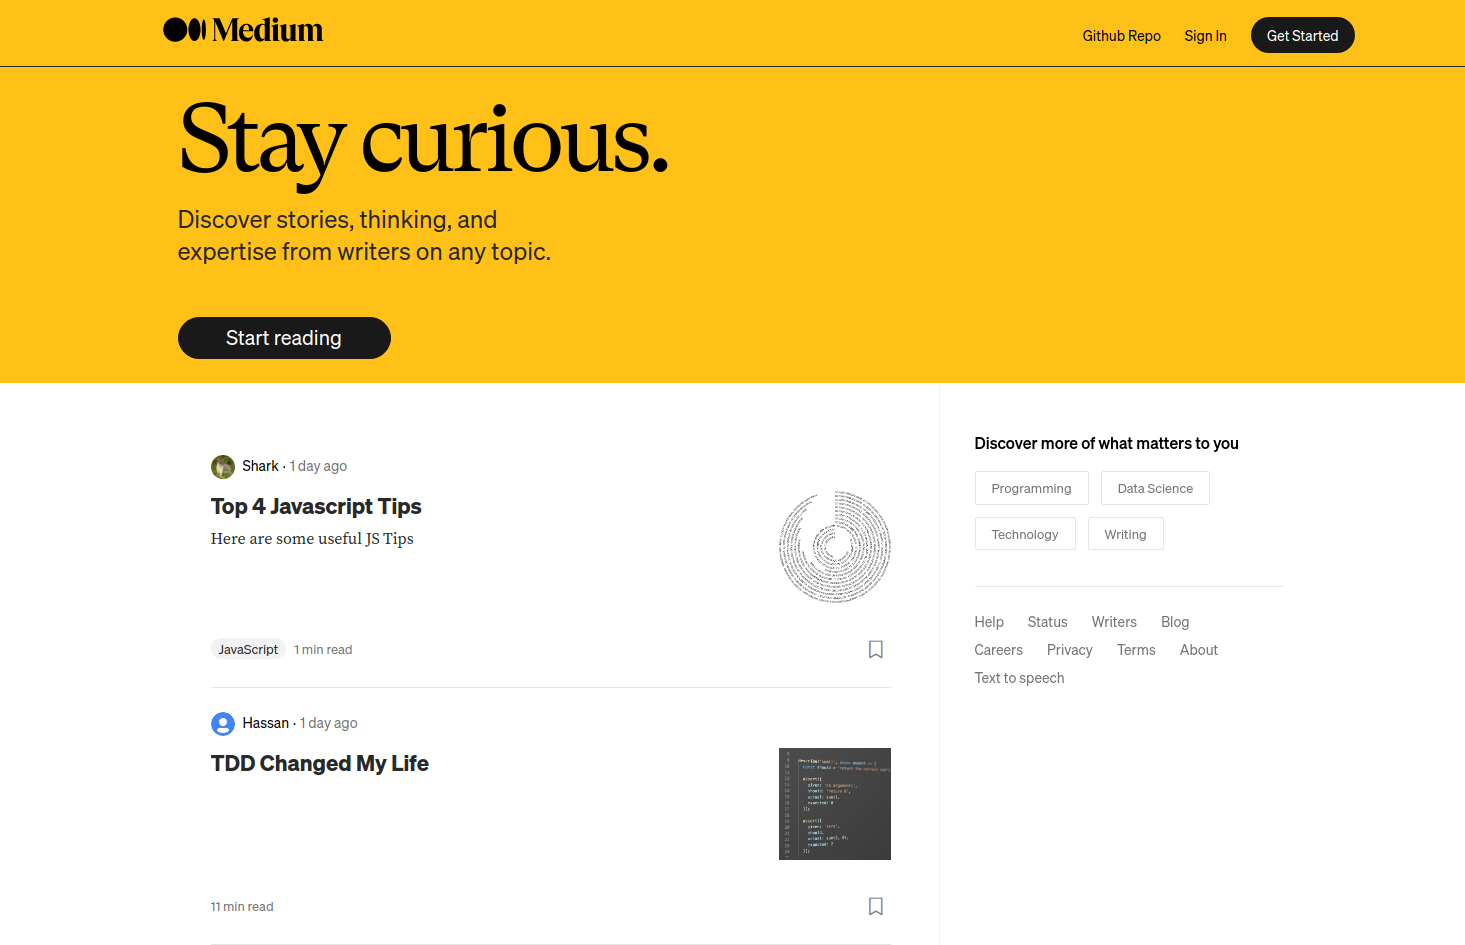 Medium
Github Repo Sign In Get Started
Stay curious.
Discover stories, thinking, and
expertise from writers on any topic.
Start reading
Shark · 1 day ago
Top 4 Javascript Tips
Here are some useful JS Tips
JavaScript 1 min read
Hassan · 1 day ago
TDD Changed My Life
11 min read
Discover more of what matters to you
Programming Data Science
Technology Writing
Help Status Writers Blog
Careers Privacy Terms About
Text to speech